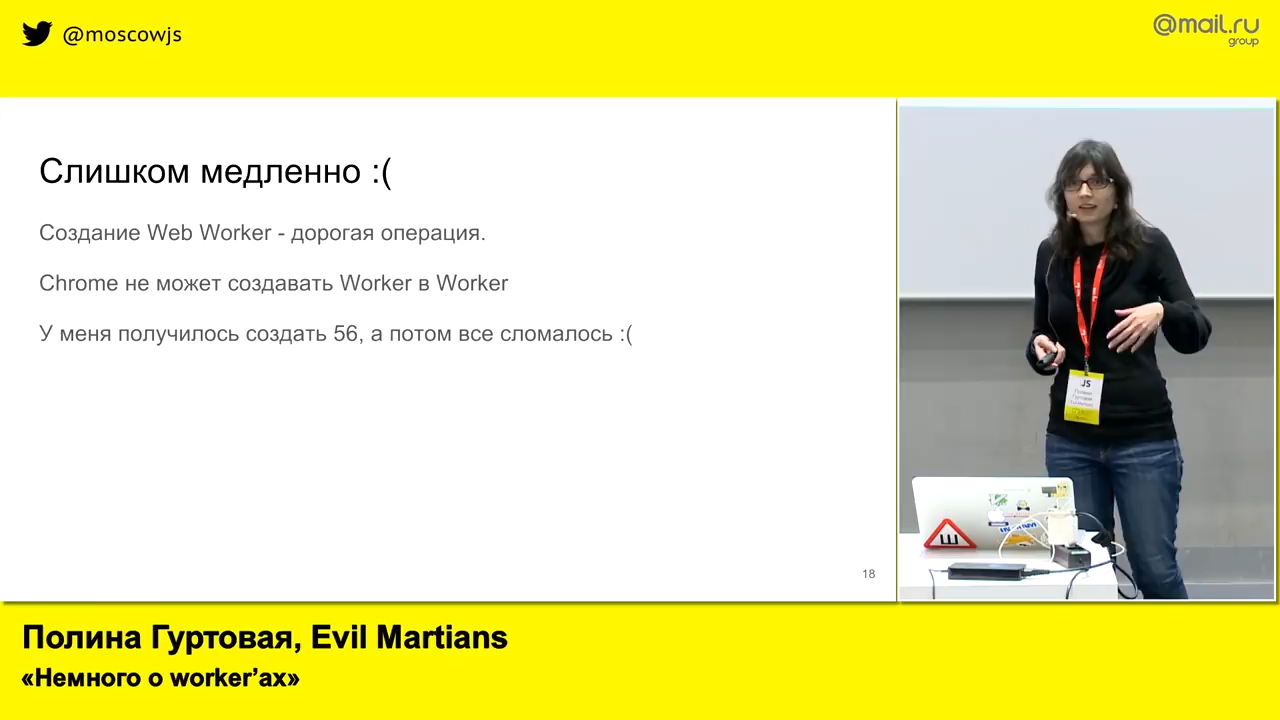 @moscowjs
@mail.ru
group
Слишком медленно :(
Создание Web Worker - дорогая операция.
Chrome не может создавать Worker в Worker
У меня получилось создать 56, а потом все сломалось :(
18
JS
Ш
Полина Гуртовая, Evil Martians
«Немного о worker’ах»